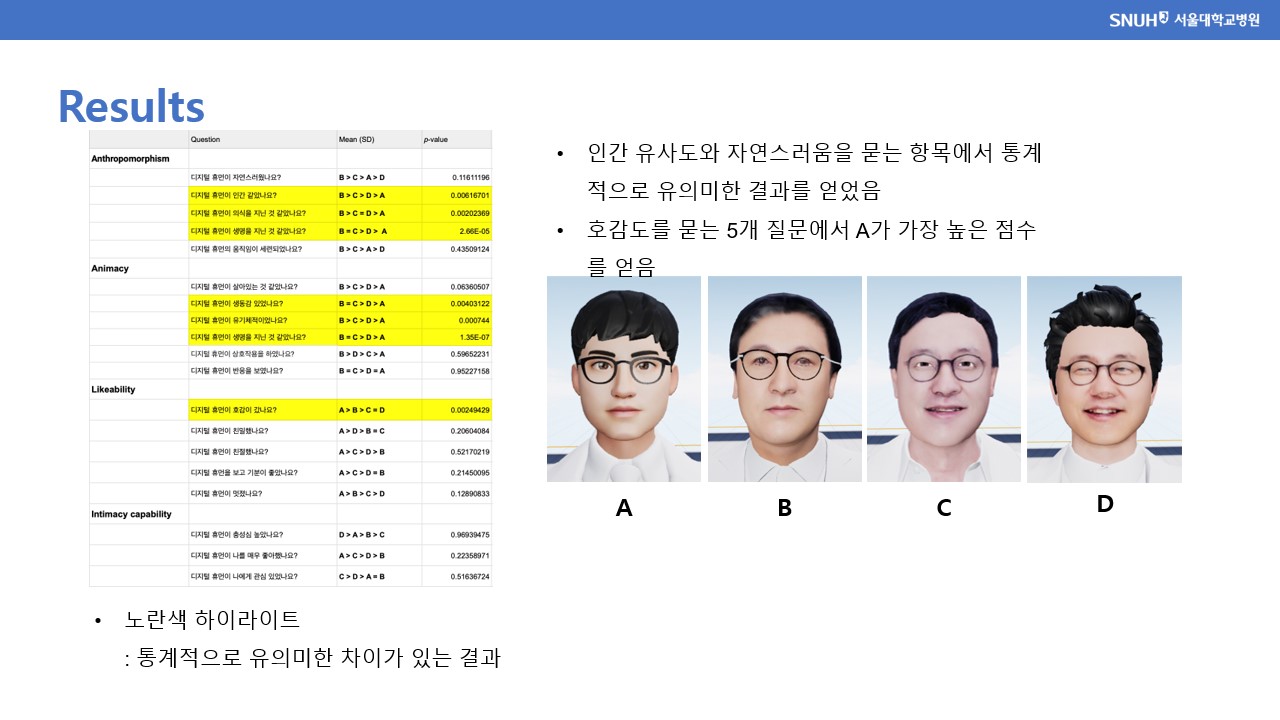 SNUH 서울대학교병원
Results
Question Mean (SD) p-value
Anthropomorphism
디지털 휴먼이 자연스러웠나요? B > C > A > D 0.11611196
디지털 휴먼이 인간 같았나요? B > C > D > A 0.00616701
디지털 휴먼이 의식을 지닌 것 같았나요? B > C = D > A 0.00202369
디지털 휴먼이 생명을 지닌 것 같았나요? B = C > D > A 2.66E-05
디지털 휴먼의 움직임이 세련되었나요? B > C > A > D 0.43509124
Animacy
디지털 휴먼이 살아있는 것 같았나요? B > C > D > A 0.06360507
디지털 휴먼이 생동감 있었나요? B = C > D > A 0.00403122
디지털 휴먼이 유기체적이었나요? B > C > D > A 0.000744
디지털 휴먼이 생명을 지닌 것 같았나요? B = C > D > A 1.35E-07
디지털 휴먼이 상호작용을 하였나요? B > D > C > A 0.59652231
디지털 휴먼이 반응을 보였나요? B = C > D = A 0.95227158
Likeability
디지털 휴먼이 호감이 갔나요? A > B > C = D 0.00249429
디지털 휴먼이 친밀했나요? A > D > B = C 0.20604084
디지털 휴먼이 친절했나요? A > C > D > B 0.52170219
디지털 휴먼을 보고 기분이 좋았나요? A > C > D = B 0.21450095
디지털 휴먼이 멋졌나요? A > B > C > D 0.12890833
Intimacy capability
디지털 휴먼이 충성심 높았나요? D > A > B > C 0.96939475
디지털 휴먼이 나를 매우 좋아했나요? A > C > D > B 0.22358971
디지털 휴먼이 나에게 관심 있었나요? C > D > A = B 0.51636724
• 노란색 하이라이트
: 통계적으로 유의미한 차이가 있는 결과
• 인간 유사도와 자연스러움을 묻는 항목에서 통계
적으로 유의미한 결과를 얻었음
• 호감도를 묻는 5개 질문에서 A가 가장 높은 점수
를 얻음
A B C D